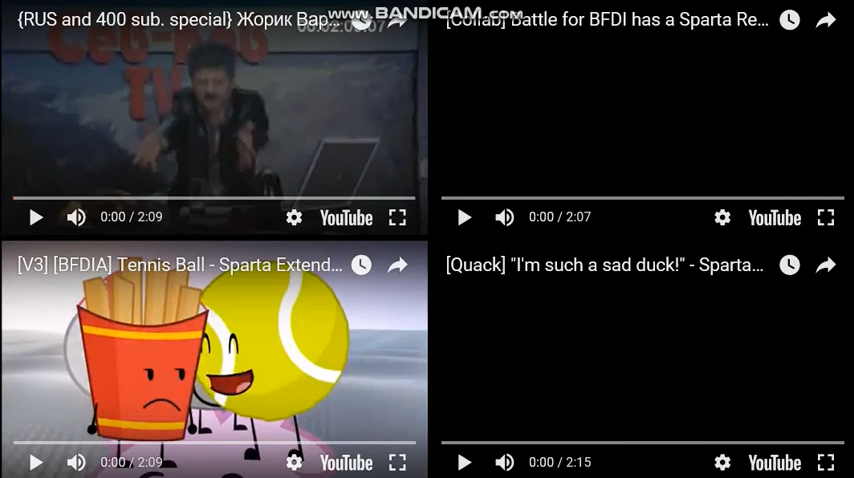 www.BANDICAM.com
{RUS and 400 sub. special} Жорик Вар...
[Collab] Battle for BFDI has a Sparta Re...
TV
0:00 / 2:09
YouTube
0:00 / 2:07
YouTube
[V3] [BFDIA] Tennis Ball - Sparta Extend...
[Quack] "I'm such a sad duck!" - Sparta...
0:00 / 2:09
YouTube
0:00 / 2:15
YouTube